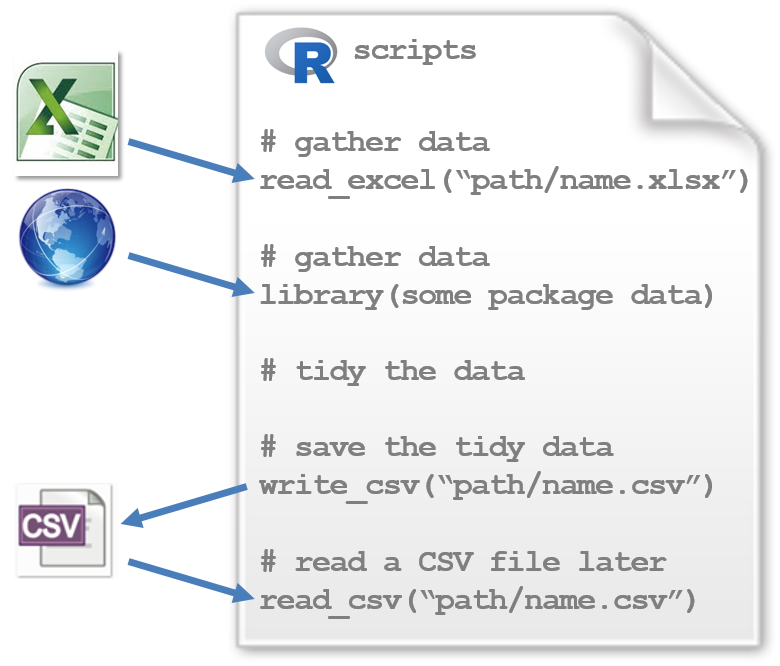 R scripts
# gather data
read_excel(“path/name.xlsx”)
# gather data
library(some package data)
# tidy the data
# save the tidy data
write_csv(“path/name.csv”)
CSV
# read a CSV file later
read_csv(“path/name.csv”)
X